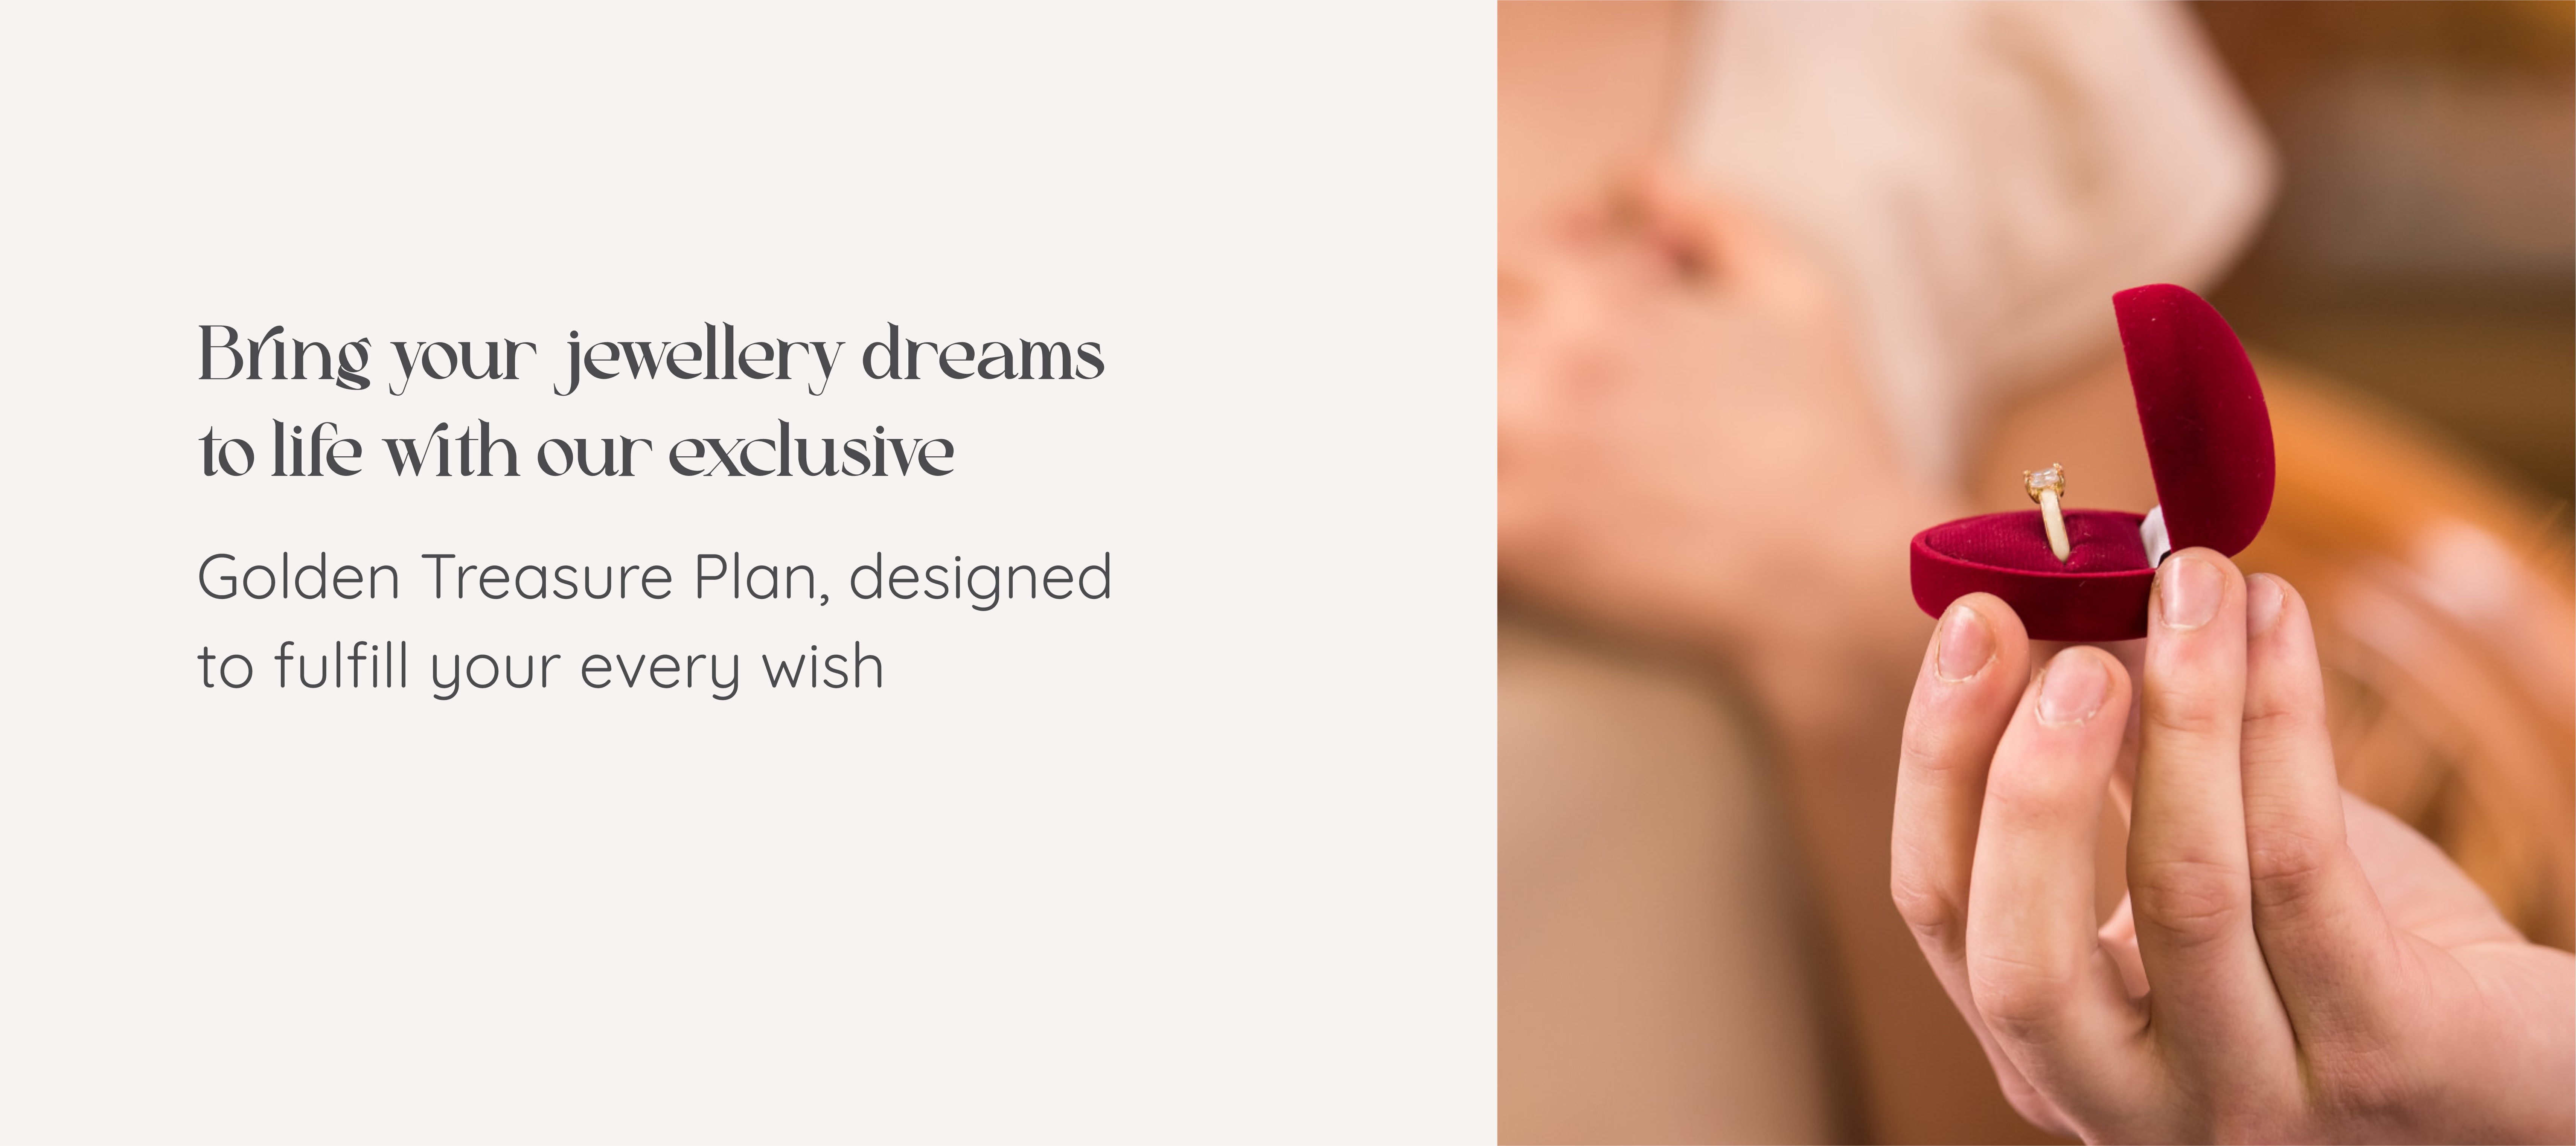 Bring your jewellery dreams
to life with our exclusive
Golden Treasure Plan, designed
to fulfill your every wish